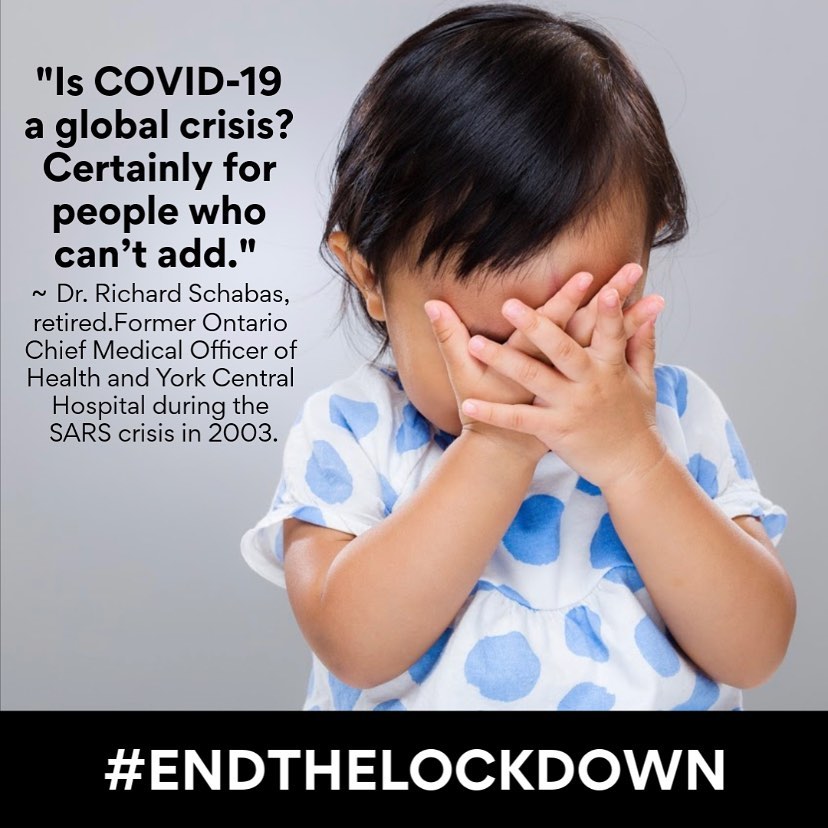 "Is COVID-19
a global crisis?
Certainly for
people who
can’t add."
~ Dr. Richard Schabas,
retired.Former Ontario
Chief Medical Officer of
Health and York Central
Hospital during the
SARS crisis in 2003.
#ENDTHELOCKDOWN